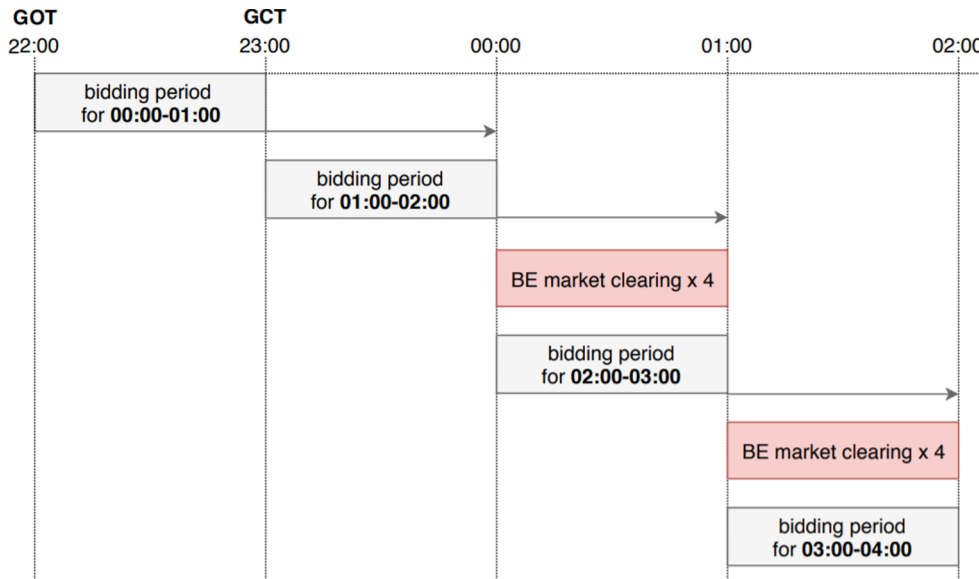 GOT
GCT
22:00
23:00
00:00
01:00
02:00
bidding period
for 00:00-01:00
bidding period
for 01:00-02:00
BE market clearing x 4
bidding period
for 02:00-03:00
BE market clearing x 4
bidding period
for 03:00-04:00